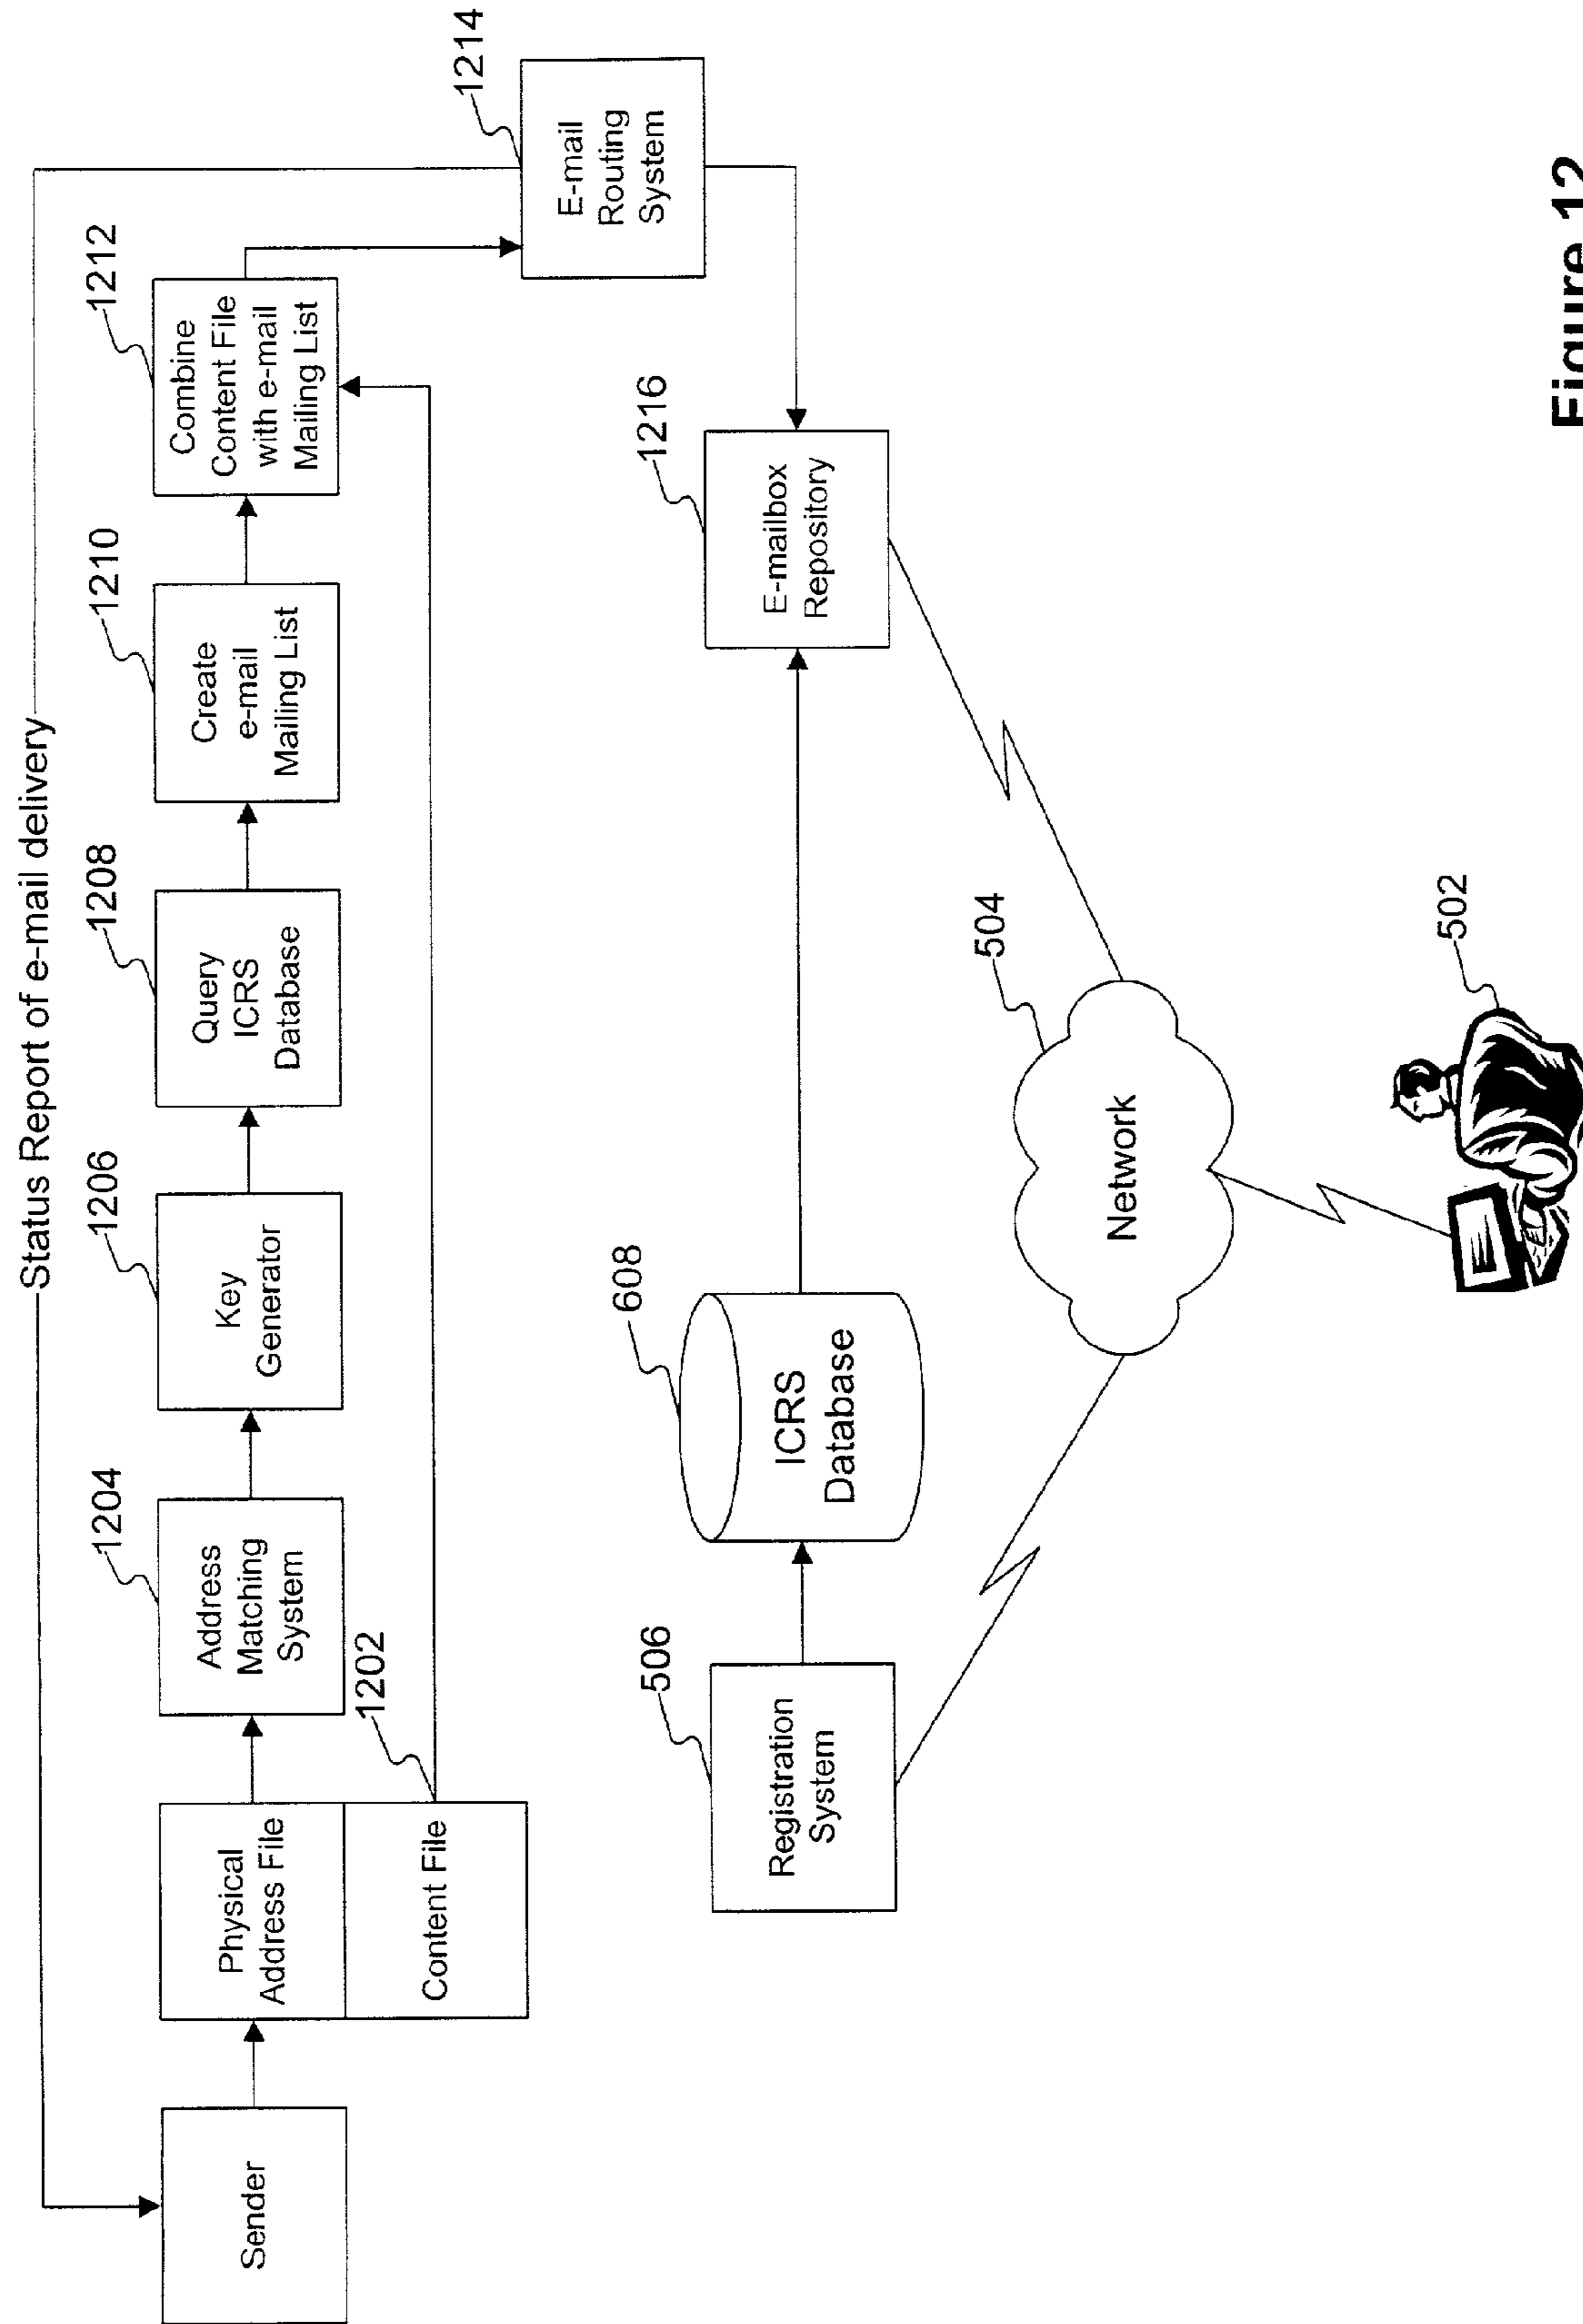 Status Report of e-mail delivery
Sender
Physical
Address File
Content File
1202
1204
Address
Matching
System
1206
Key
Generator
1208
Query
ICRS
Database
1210
Create
e-mail
Mailing List
1212
Combine
Content File
with e-mail
Mailing List
1214
E-mail
Routing
System
506
Registration
System
608
ICRS
Database
1216
E-mailbox
Repository
504
Network
502
Figure 12